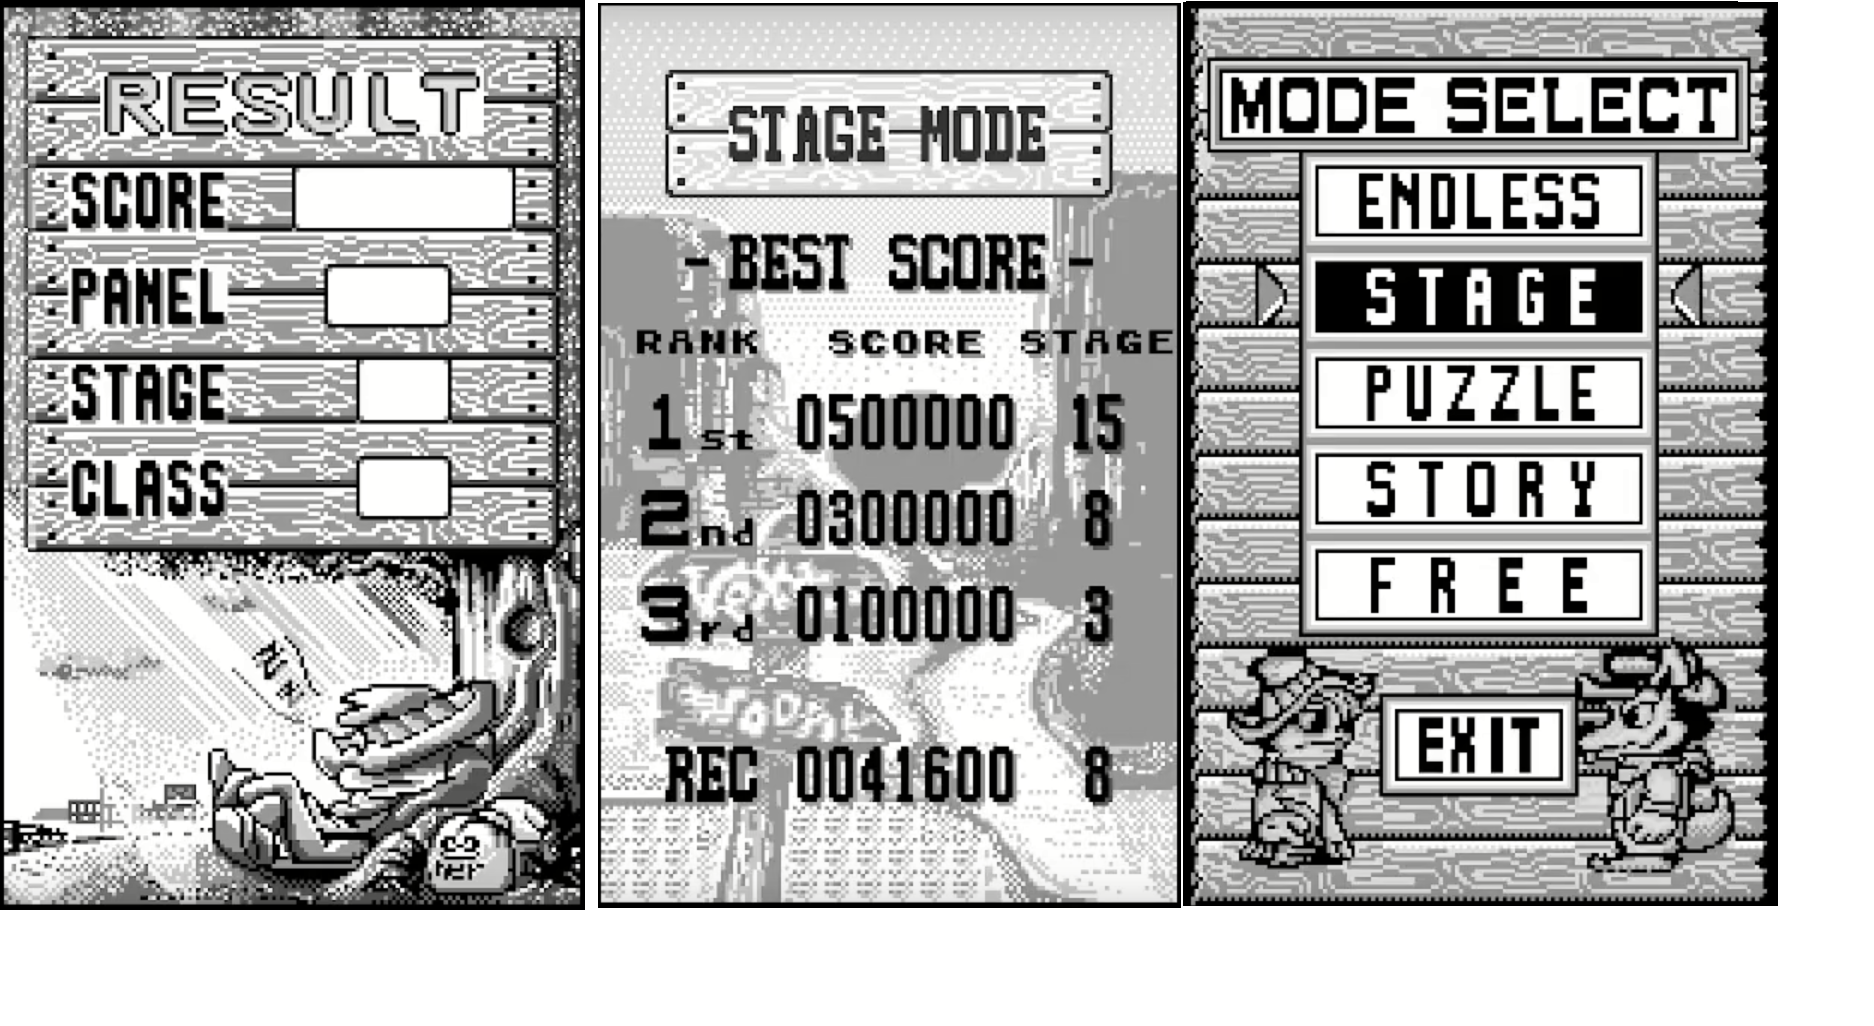 RESULT
SCORE
PANEL
STAGE
CLASS
STAGE MODE
- BEST SCORE -
RANK SCORE STAGE
1st 0500000 15
2nd 0300000 8
3rd 0100000 3
REC 0041600 8
MODE SELECT
ENDLESS
STAGE
PUZZLE
STORY
FREE
EXIT